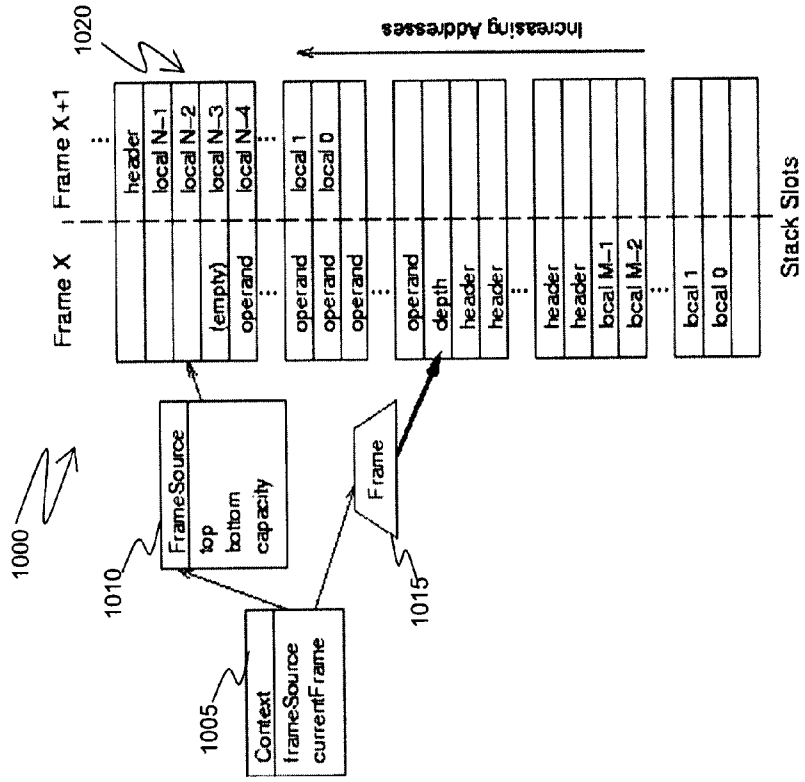 1000
1005
Context
frameSource
currentFrame
1010
FrameSource
top
bottom
capacity
1015
Frame
1020
Frame X
Frame X+1
...
header
local N-1
local N-2
(empty) local N-3
operand local N-4
... ...
operand local 1
operand local 0
operand
...
operand
depth
header
header
...
header
header
local M-1
local M-2
...
local 1
local 0
Stack Slots
Increasing Addresses